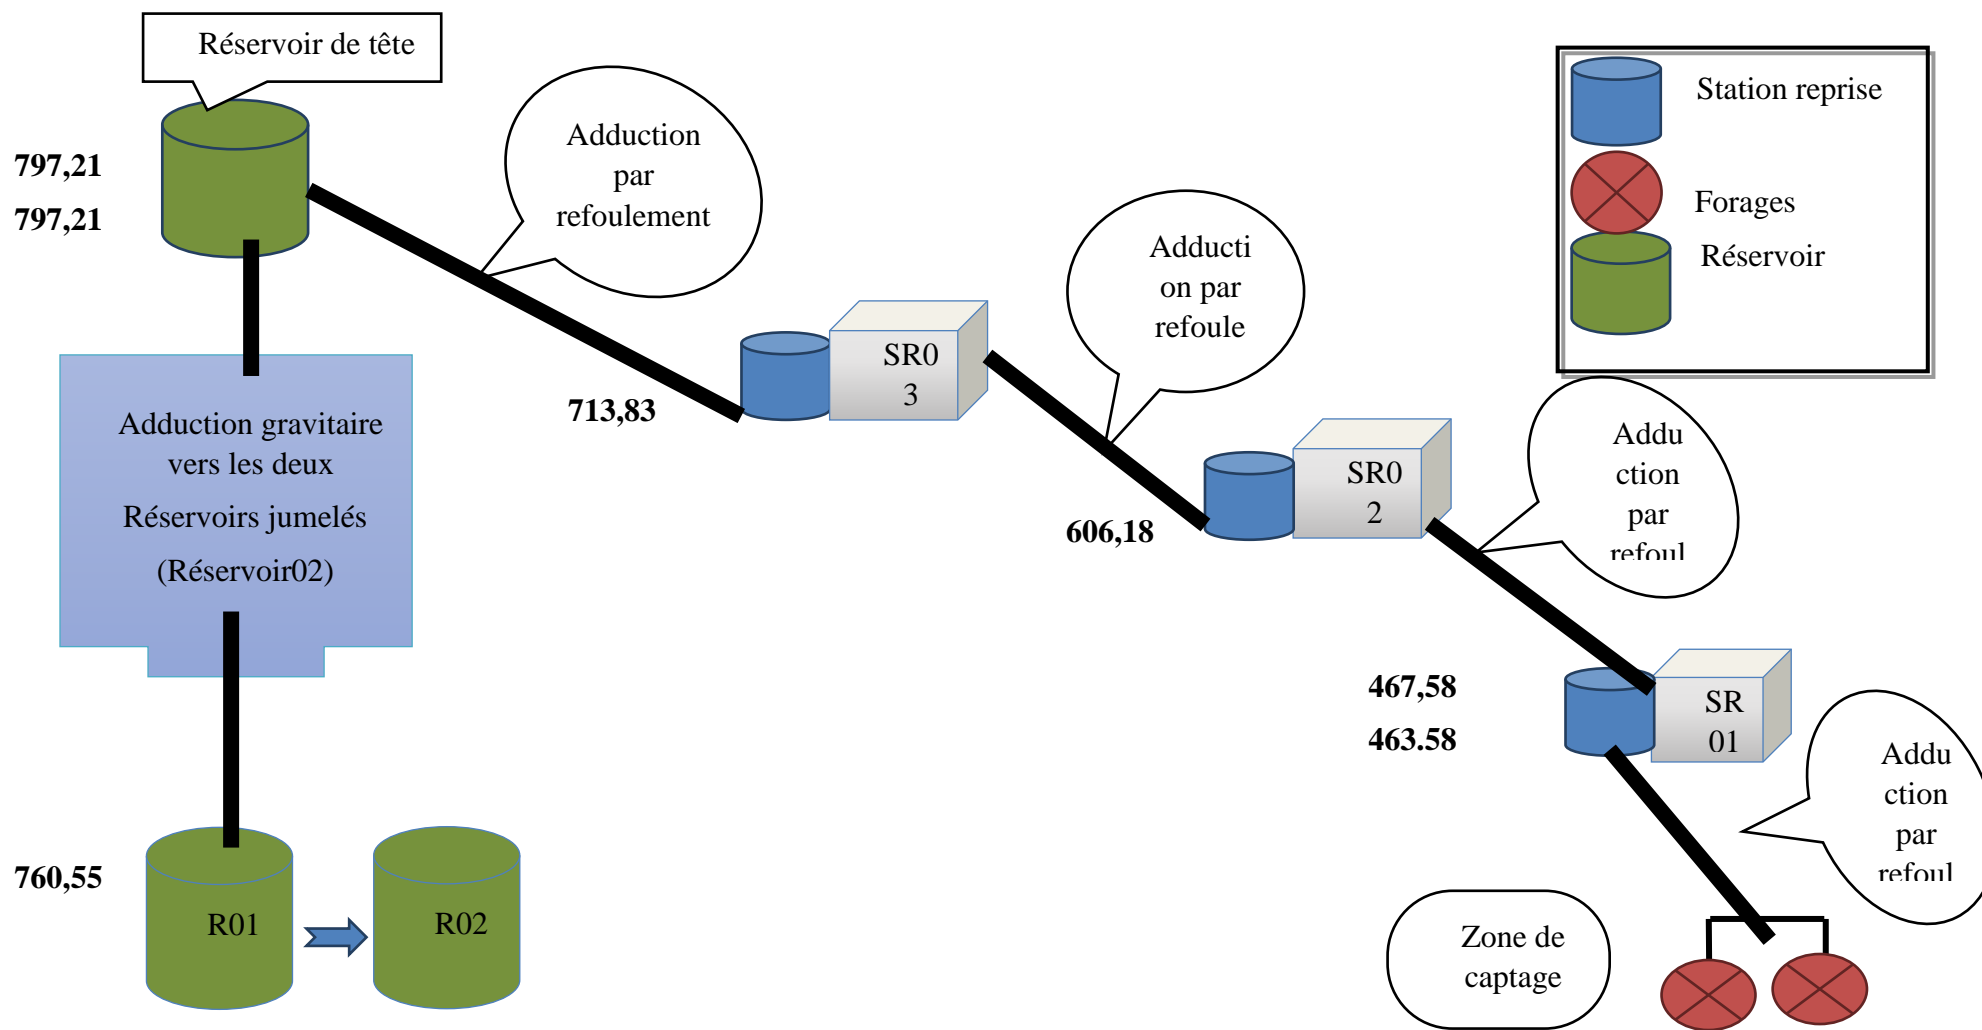 Réservoir de tête
797,21
797,21
Adduction
par
refoulement
Adducti
on par
refoule
Station reprise
Forages
Réservoir
SR0
3
713,83
Adduction gravitaire
vers les deux
Réservoirs jumelés
(Réservoir02)
SR0
2
606,18
Addu
ction
par
refoul
467,58
463.58
SR
01
Addu
ction
par
refoul
760,55
R01
R02
Zone de
captage